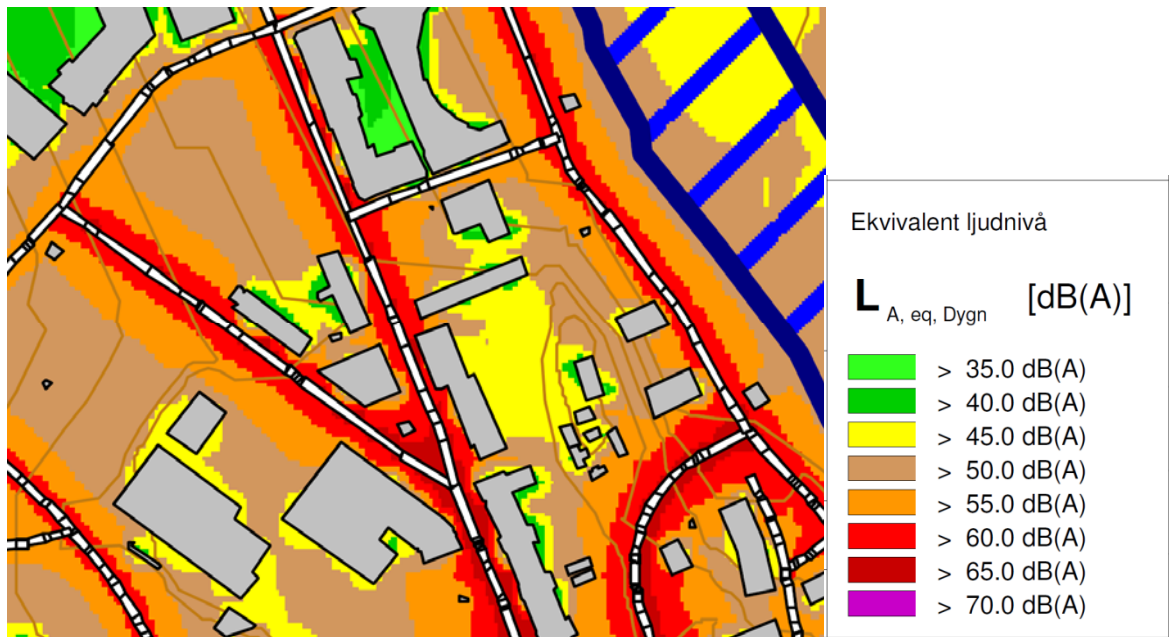 Ekvivalent ljudnivå
L A, eq, Dygn [dB(A)]
> 35.0 dB(A)
> 40.0 dB(A)
> 45.0 dB(A)
> 50.0 dB(A)
> 55.0 dB(A)
> 60.0 dB(A)
> 65.0 dB(A)
> 70.0 dB(A)